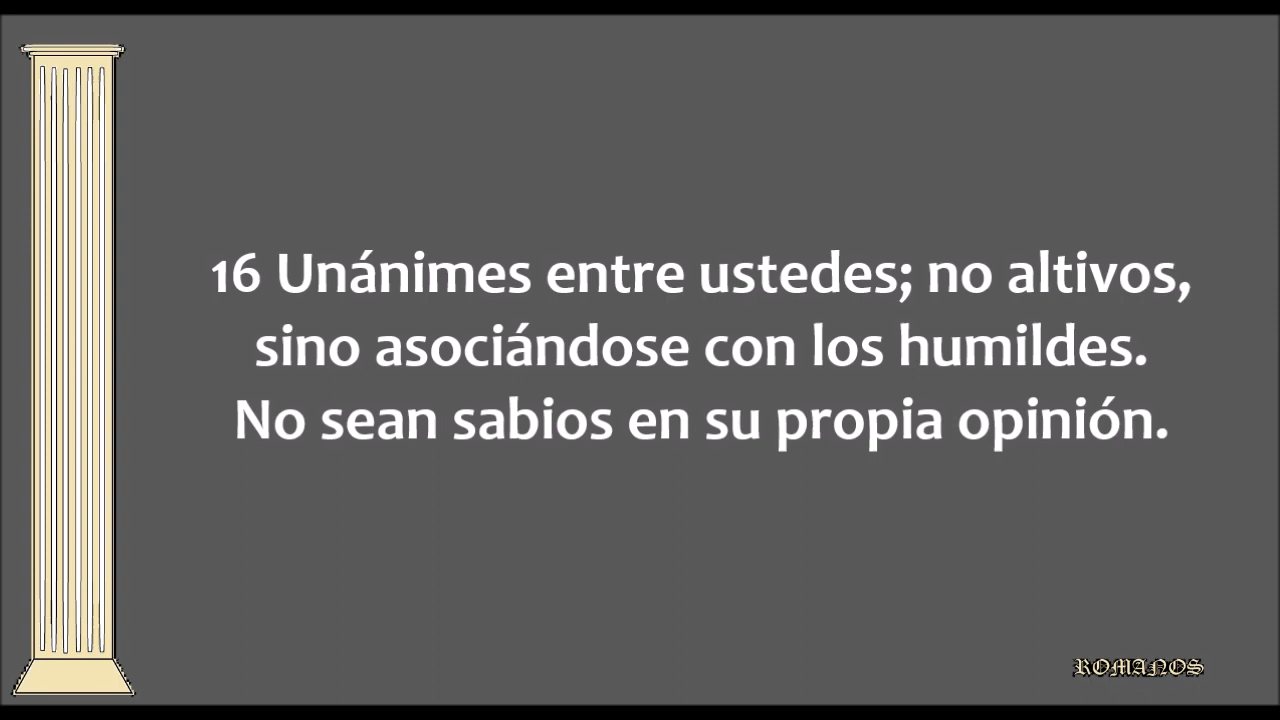 16 Unánimes entre ustedes; no altivos,
sino asociándose con los humildes.
No sean sabios en su propia opinión.
ROMANOS